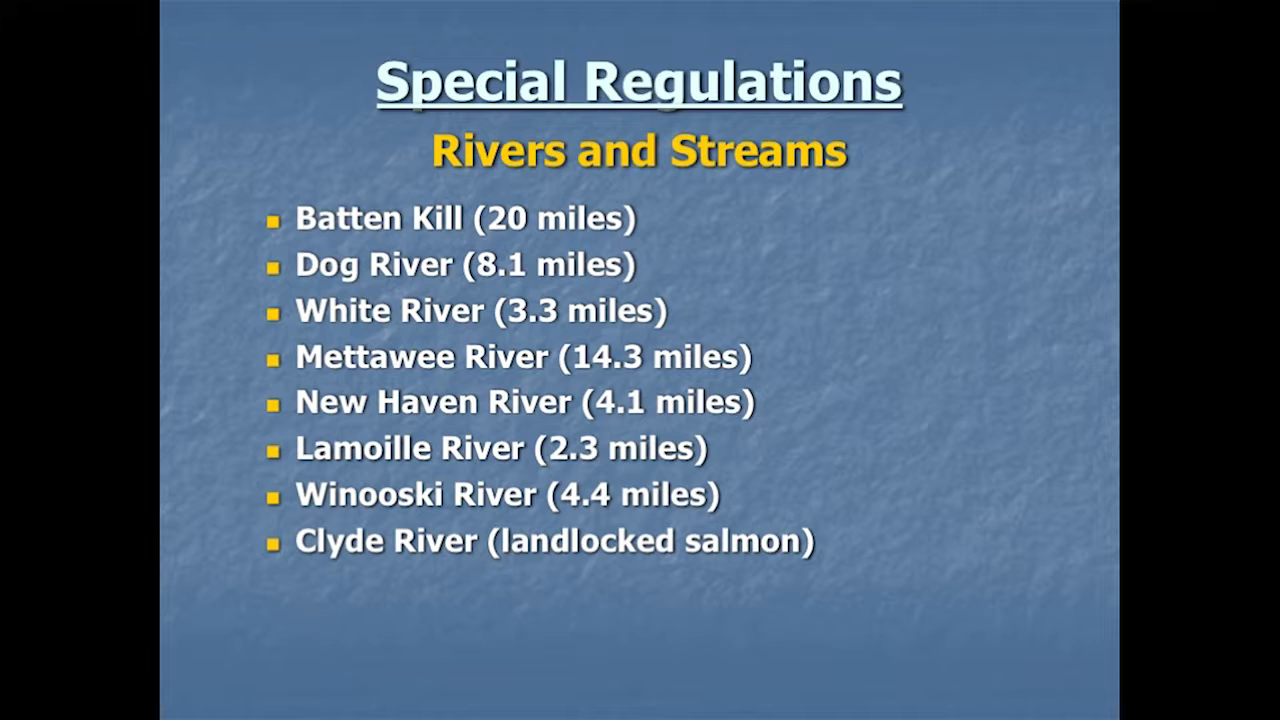 Special Regulations
Rivers and Streams
Batten Kill (20 miles)
Dog River (8.1 miles)
White River (3.3 miles)
Mettawee River (14.3 miles)
New Haven River (4.1 miles)
Lamoille River (2.3 miles)
Winooski River (4.4 miles)
Clyde River (landlocked salmon)